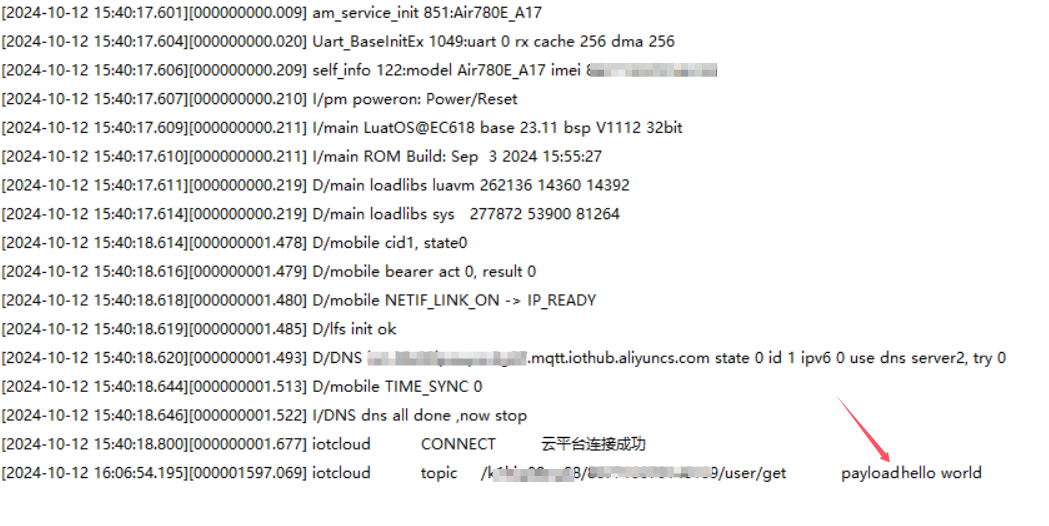 [2024-10-12 15:40:17.601][000000000.009] am_service_init 851:Air780E_A17
[2024-10-12 15:40:17.604][000000000.020] Uart_BaseInitEx 1049:uart 0 rx cache 256 dma 256
[2024-10-12 15:40:17.606][000000000.209] self_info 122:model Air780E_A17 imei
[2024-10-12 15:40:17.607][000000000.210] I/pm poweron: Power/Reset
[2024-10-12 15:40:17.609][000000000.211] I/main LuatOS@EC618 base 23.11 bsp V1112 32bit
[2024-10-12 15:40:17.610][000000000.211] I/main ROM Build: Sep  3 2024 15:55:27
[2024-10-12 15:40:17.611][000000000.219] D/main loadlibs luavm 262136 14360 14392
[2024-10-12 15:40:17.614][000000000.219] D/main loadlibs sys   277872 53900 81264
[2024-10-12 15:40:18.614][000000001.478] D/mobile cid1, state0
[2024-10-12 15:40:18.616][000000001.479] D/mobile bearer act 0, result 0
[2024-10-12 15:40:18.618][000000001.480] D/mobile NETIF_LINK_ON -> IP_READY
[2024-10-12 15:40:18.619][000000001.485] D/lfs init ok
[2024-10-12 15:40:18.620][000000001.493] D/DNS .mqtt.iothub.aliyuncs.com state 0 id 1 ipv6 0 use dns server2, try 0
[2024-10-12 15:40:18.644][000000001.513] D/mobile TIME_SYNC 0
[2024-10-12 15:40:18.646][000000001.522] I/DNS dns all done ,now stop
[2024-10-12 15:40:18.800][000000001.677] iotcloud CONNECT 云平台连接成功
[2024-10-12 16:06:54.195][000001597.069] iotcloud topic /user/get payloadhello world